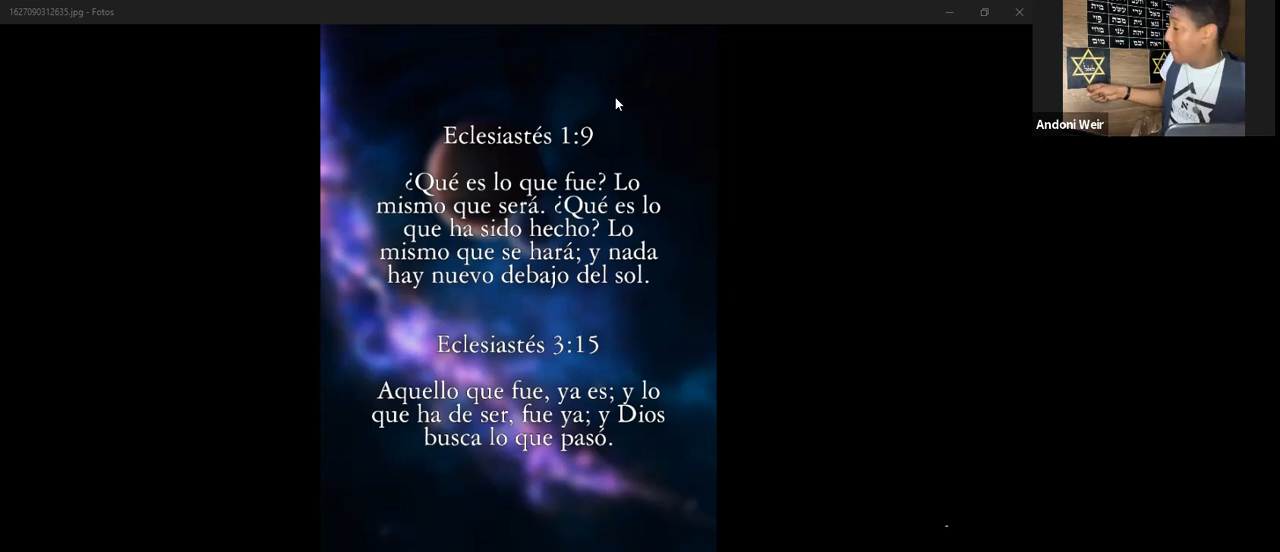 1627090312635.jpg - Fotos
Eclesiastés 1:9
¿Qué es lo que fue? Lo
mismo que será. ¿Qué es lo
que ha sido hecho? Lo
mismo que se hará; y nada
hay nuevo debajo del sol.
Eclesiastés 3:15
Aquello que fue, ya es; y lo
que ha de ser, fue ya; y Dios
busca lo que pasó.
Andoni Weir